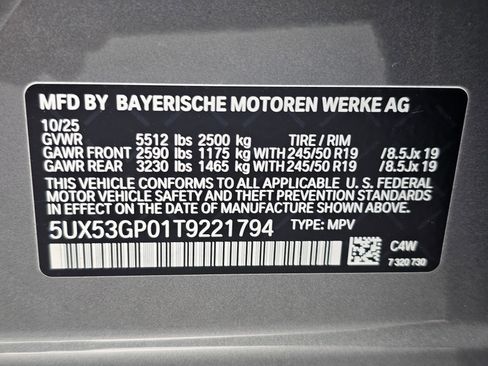 MFD BY BAYERISCHE MOTOREN WERKE AG
10/25
GVWR 5512 lbs 2500 kg TIRE / RIM
GAWR FRONT 2590 lbs 1175 kg WITH 245/50 R19 /8.5Jx19
GAWR REAR 3230 lbs 1465 kg WITH 245/50 R19 /8.5Jx19
THIS VEHICLE CONFORMS TO ALL APPLICABLE U.S. FEDERAL
MOTOR VEHICLE SAFETY AND THEFT PREVENTION STANDARDS
IN EFFECT ON THE DATE OF MANUFACTURE SHOWN ABOVE.
5UX53GP01T9221794 TYPE: MPV
C4W
7 320 730